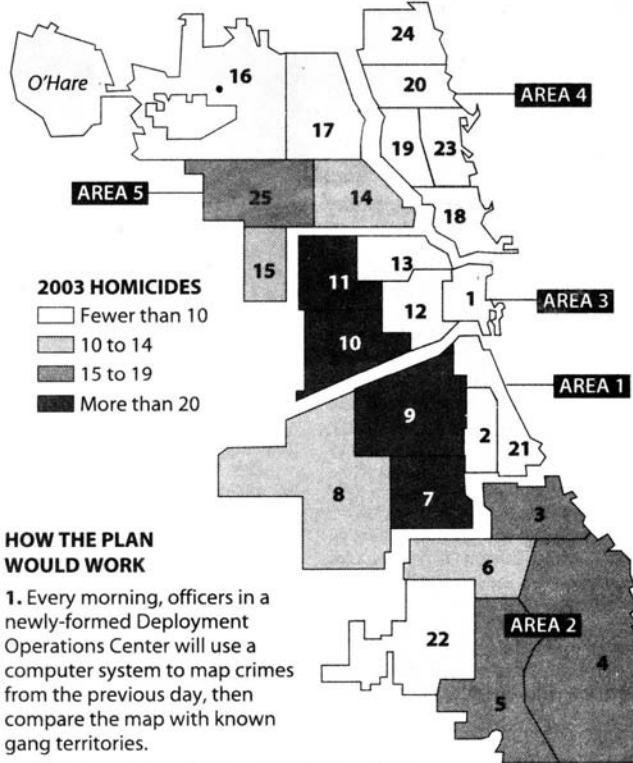 24
O'Hare
16
20
AREA 4
17
19
23
AREA 5
25
14
18
15
13
11
1
AREA 3
12
10
AREA 1
9
2
21
8
7
3
6
AREA 2
22
4
5
2003 HOMICIDES
Fewer than 10
10 to 14
15 to 19
More than 20
HOW THE PLAN
WOULD WORK
1. Every morning, officers in a
newly-formed Deployment
Operations Center will use a
computer system to map crimes
from the previous day, then
compare the map with known
gang territories.